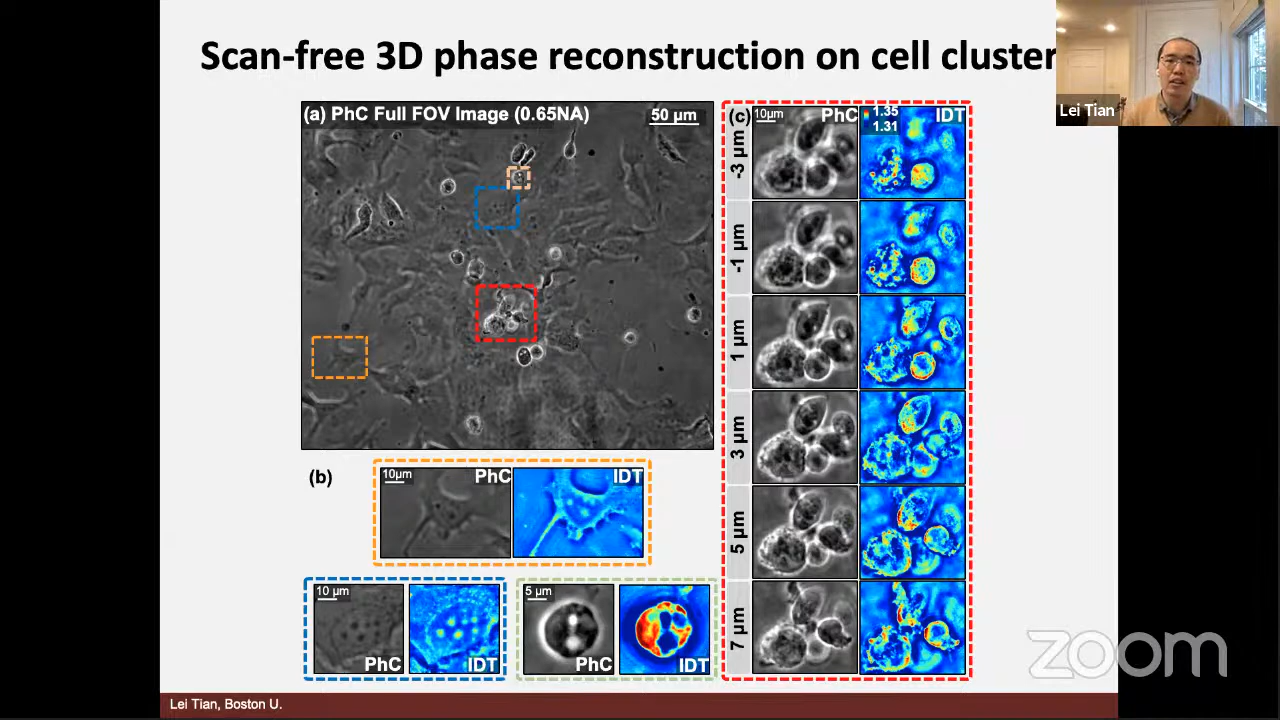 Scan-free 3D phase reconstruction on cell cluster
Lei Tian
(a) PhC Full FOV Image (0.65NA)
50 µm
(c)
10µm
PhC
1.35
1.31
IDT
-3 µm
-1 µm
1 µm
3 µm
5 µm
7 µm
(b)
10µm
PhC
IDT
10 µm
PhC
IDT
5 µm
PhC
IDT
zoom
Lei Tian, Boston U.